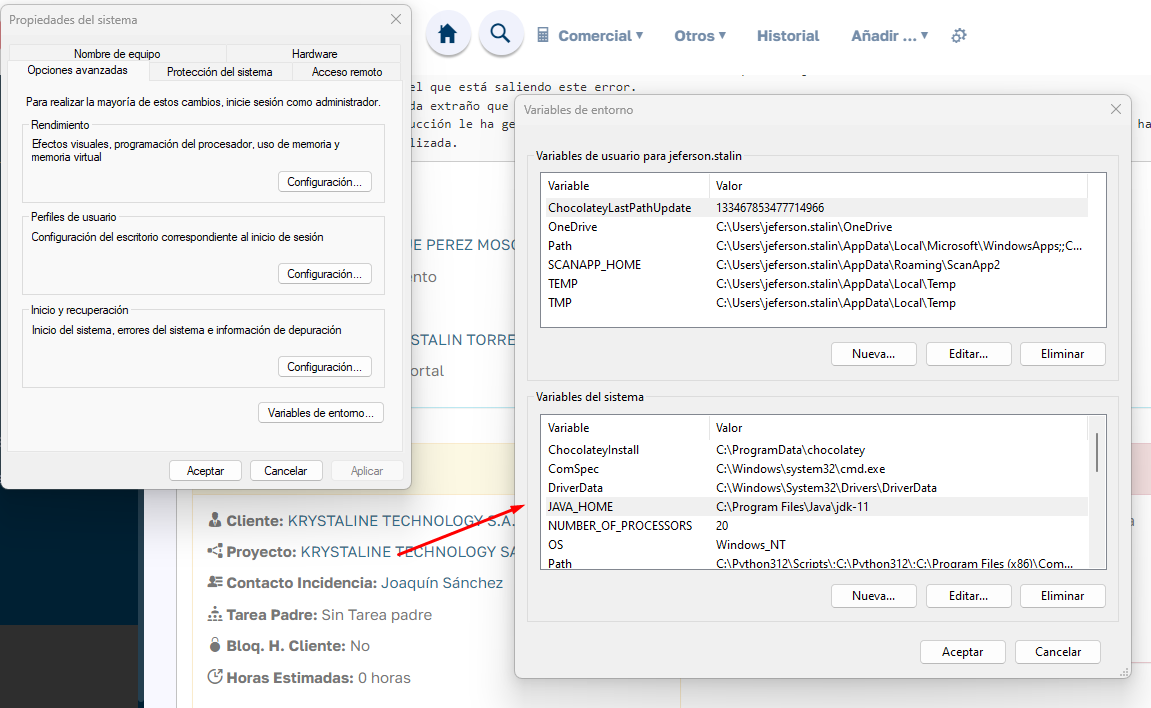 Propiedades del sistema
Nombre de equipo
Hardware
Opciones avanzadas
Protección del sistema
Acceso remoto
Para realizar la mayoría de estos cambios, inicie sesión como administrador.
Rendimiento
Efectos visuales, programación del procesador, uso de memoria y
memoria virtual
Configuración...
Perfiles de usuario
Configuración del escritorio correspondiente al inicio de sesión
Configuración...
Inicio y recuperación
Inicio del sistema, errores del sistema e información de depuración
Configuración...
Variables de entorno...
Aceptar
Cancelar
Aplicar
Comercial
Otros
Historial
Añadir ...
el que está saliendo este error.
da extraño que
ucción le ha ge
lizada.
ha
E PEREZ MOSC
nto
STALIN TORRE
ortal
Variables de entorno
Variables de usuario para jeferson.stalin
Variable Valor
ChocolateyLastPathUpdate 133467853477714966
OneDrive C:\Users\jeferson.stalin\OneDrive
Path C:\Users\jeferson.stalin\AppData\Local\Microsoft\WindowsApps;;C...
SCANAPP_HOME C:\Users\jeferson.stalin\AppData\Roaming\ScanApp2
TEMP C:\Users\jeferson.stalin\AppData\Local\Temp
TMP C:\Users\jeferson.stalin\AppData\Local\Temp
Nueva...
Editar...
Eliminar
Variables del sistema
Variable Valor
ChocolateyInstall C:\ProgramData\chocolatey
ComSpec C:\Windows\system32\cmd.exe
DriverData C:\Windows\System32\Drivers\DriverData
JAVA_HOME C:\Program Files\Java\jdk-11
NUMBER_OF_PROCESSORS 20
OS Windows_NT
Path C:\Python312\Scripts\;C:\Python312\;C:\Program Files (x86)\Com...
Nueva...
Editar...
Eliminar
Aceptar
Cancelar
Cliente: KRYSTALINE TECHNOLOGY S.A.
Proyecto: KRYSTALINE TECHNOLOGY SA
Contacto Incidencia: Joaquín Sánchez
Tarea Padre: Sin Tarea padre
Bloq. H. Cliente: No
Horas Estimadas: 0 horas